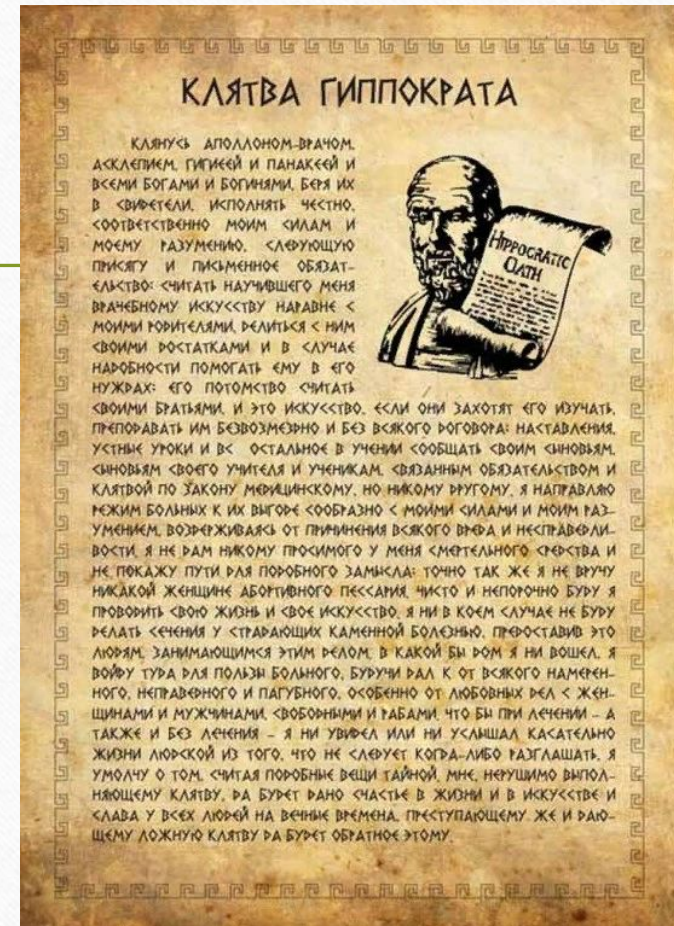 КЛЯТВА ГИППОКРАТА
КЛЯНУСЬ АПОЛЛОНОМ-ВРАЧОМ,
АСКЛЕПИЕМ, ГИГИЕЕЙ И ПАНАКЕЕЙ И
ВСЕМИ БОГАМИ И БОГИНЯМИ, БЕРЯ ИХ
В СВИДЕТЕЛИ, ИСПОЛНЯТЬ ЧЕСТНО,
СООТВЕТСТВЕННО МОИМ СИЛАМ И
МОЕМУ РАЗУМЕНИЮ, СЛЕДУЮЩУЮ
ПРИСЯГУ И ПИСЬМЕННОЕ ОБЯЗАТ-
ЕЛЬСТВО: СЧИТАТЬ НАУЧИВШЕГО МЕНЯ
ВРАЧЕБНОМУ ИСКУССТВУ НАРАВНЕ С
МОИМИ РОДИТЕЛЯМИ, ДЕЛИТЬСЯ С НИМ
СВОИМИ ДОСТАТКАМИ И В СЛУЧАЕ
НАДОБНОСТИ ПОМОГАТЬ ЕМУ В ЕГО
НУЖДАХ: ЕГО ПОТОМСТВО СЧИТАТЬ
СВОИМИ БРАТЬЯМИ, И ЭТО ИСКУССТВО, ЕСЛИ ОНИ ЗАХОТЯТ ЕГО ИЗУЧАТЬ,
ПРЕПОДАВАТЬ ИМ БЕЗВОЗМЕЗДНО И БЕЗ ВСЯКОГО ДОГОВОРА: НАСТАВЛЕНИЯ,
УСТНЫЕ УРОКИ И ВС ОСТАЛЬНОЕ В УЧЕНИИ СООБЩАТЬ СВОИМ СЫНОВЬЯМ,
СЫНОВЬЯМ СВОЕГО УЧИТЕЛЯ И УЧЕНИКАМ, СВЯЗАННЫМ ОБЯЗАТЕЛЬСТВОМ И
КЛЯТВОЙ ПО ЗАКОНУ МЕДИЦИНСКОМУ, НО НИКОМУ ДРУГОМУ. Я НАПРАВЛЯЮ
РЕЖИМ БОЛЬНЫХ К ИХ ВЫГОДЕ СООБРАЗНО С МОИМИ СИЛАМИ И МОИМ РАЗ-
УМЕНИЕМ, ВОЗДЕРЖИВАЯСЬ ОТ ПРИЧИНЕНИЯ ВСЯКОГО ВРЕДА И НЕСПРАВЕДЛИ-
ВОСТИ. Я НЕ ДАМ НИКОМУ ПРОСИМОГО У МЕНЯ СМЕРТЕЛЬНОГО СРЕДСТВА И
НЕ ПОКАЖУ ПУТИ ДЛЯ ПОДОБНОГО ЗАМЫСЛА: ТОЧНО ТАК ЖЕ Я НЕ ВРУЧУ
НИКАКОЙ ЖЕНЩИНЕ АБОРТИВНОГО ПЕССАРИЯ. ЧИСТО И НЕПОРОЧНО БУДУ Я
ПРОВОДИТЬ СВОЮ ЖИЗНЬ И СВОЕ ИСКУССТВО. Я НИ В КОЕМ СЛУЧАЕ НЕ БУДУ
ДЕЛАТЬ СЕЧЕНИЯ У СТРАДАЮЩИХ КАМЕННОЙ БОЛЕЗНЬЮ, ПРЕДОСТАВИВ ЭТО
ЛЮДЯМ, ЗАНИМАЮЩИМСЯ ЭТИМ ДЕЛОМ. В КАКОЙ БЫ ДОМ Я НИ ВОШЕЛ, Я
ВОЙДУ ТУДА ДЛЯ ПОЛЬЗЫ БОЛЬНОГО, БУДУЧИ ДАЛ К ОТ ВСЯКОГО НАМЕРЕН-
НОГО, НЕПРАВЕДНОГО И ПАГУБНОГО, ОСОБЕННО ОТ ЛЮБОВНЫХ ДЕЛ С ЖЕН-
ЩИНАМИ И МУЖЧИНАМИ, СВОБОДНЫМИ И РАБАМИ. ЧТО БЫ ПРИ ЛЕЧЕНИИ – А
ТАКЖЕ И БЕЗ ЛЕЧЕНИЯ – Я НИ УВИДЕЛ ИЛИ НИ УСЛЫШАЛ КАСАТЕЛЬНО
ЖИЗНИ ЛЮДСКОЙ ИЗ ТОГО, ЧТО НЕ СЛЕДУЕТ КОГДА-ЛИБО РАЗГЛАШАТЬ, Я
УМОЛЧУ О ТОМ, СЧИТАЯ ПОДОБНЫЕ ВЕЩИ ТАЙНОЙ. МНЕ, НЕРУШИМО ВЫПОЛ-
НЯЮЩЕМУ КЛЯТВУ, ДА БУДЕТ ДАНО СЧАСТЬЕ В ЖИЗНИ И В ИСКУССТВЕ И
СЛАВА У ВСЕХ ЛЮДЕЙ НА ВЕЧНЫЕ ВРЕМЕНА, ПРЕСТУПАЮЩЕМУ ЖЕ И ДАЮ-
ЩЕМУ ЛОЖНУЮ КЛЯТВУ ДА БУДЕТ ОБРАТНОЕ ЭТОМУ.
HIPPOCRATIC
OATH